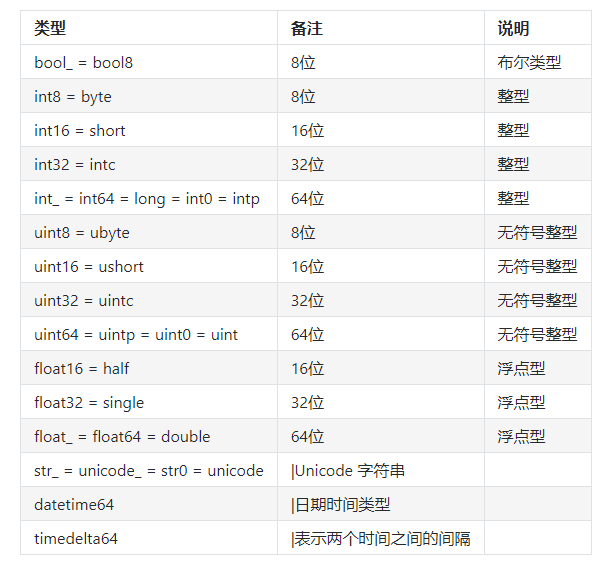 类型 备注 说明
bool_ = bool8 8位 布尔类型
int8 = byte 8位 整型
int16 = short 16位 整型
int32 = intc 32位 整型
int_ = int64 = long = int0 = intp 64位 整型
uint8 = ubyte 8位 无符号整型
uint16 = ushort 16位 无符号整型
uint32 = uintc 32位 无符号整型
uint64 = uintp = uint0 = uint 64位 无符号整型
float16 = half 16位 浮点型
float32 = single 32位 浮点型
float_ = float64 = double 64位 浮点型
str_ = unicode_ = str0 = unicode |Unicode 字符串
datetime64 |日期时间类型
timedelta64 |表示两个时间之间的间隔